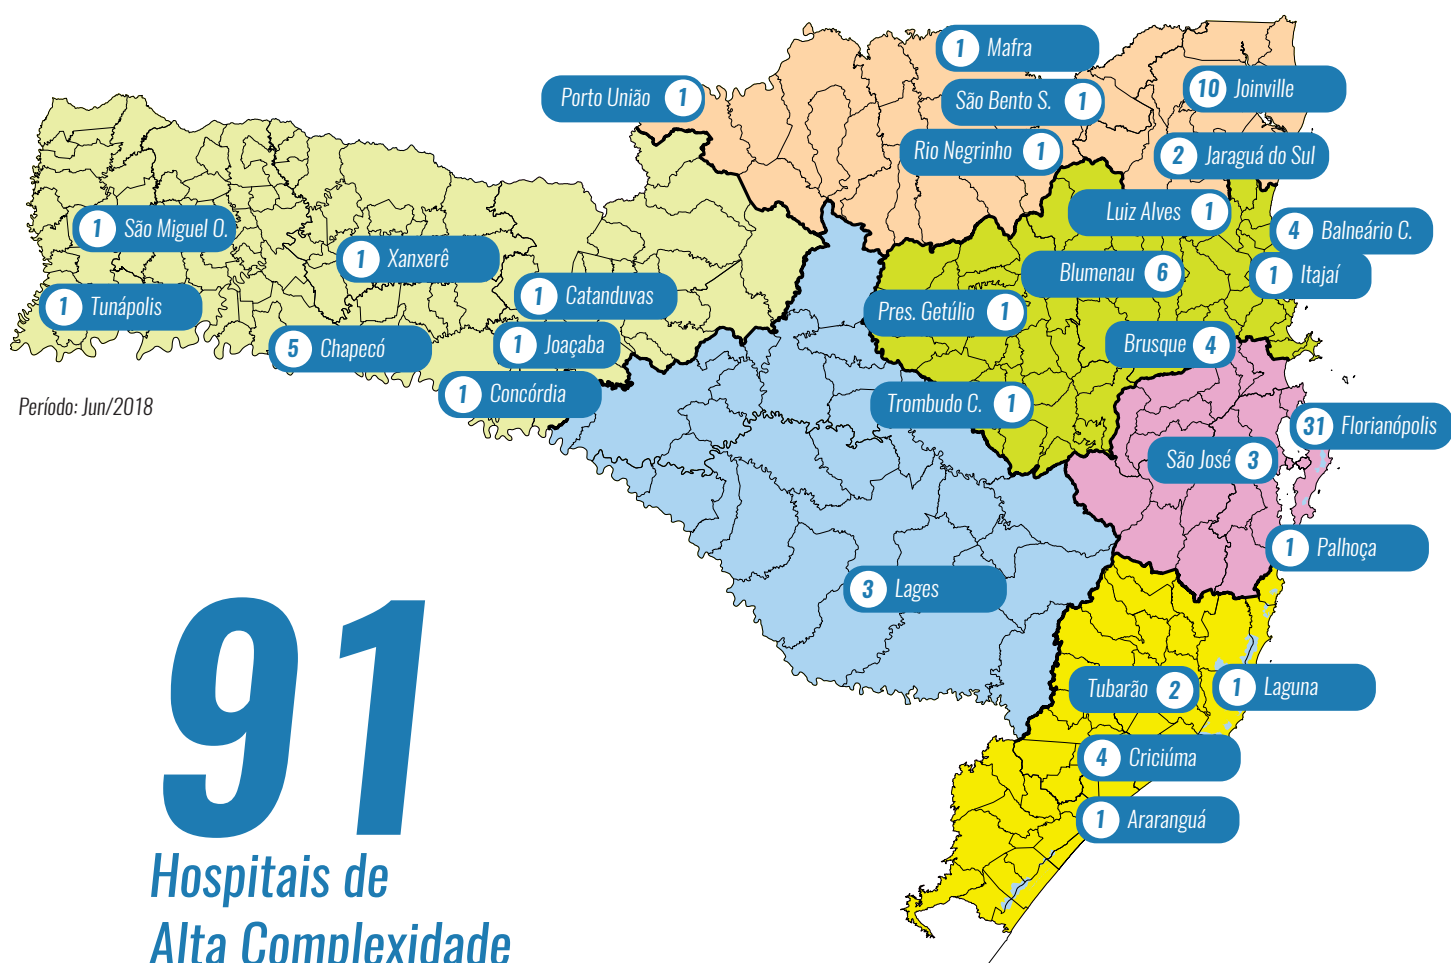 1 Mafra
Porto União 1
10 Joinville
São Bento S. 1
Rio Negrinho 1
2 Jaraguá do Sul
Luiz Alves 1
1 São Miguel O.
4 Balneário C.
1 Xanxerê
Blumenau 6
1 Itajaí
1 Tunápolis
1 Catanduvas
Pres. Getúlio 1
5 Chapecó
1 Joaçaba
Brusque 4
1 Concórdia
Trombudo C. 1
Período: Jun/2018
31 Florianópolis
São José 3
1 Palhoça
3 Lages
Tubarão 2
1 Laguna
4 Criciúma
1 Araranguá
91
Hospitais de
Alta Complexidade